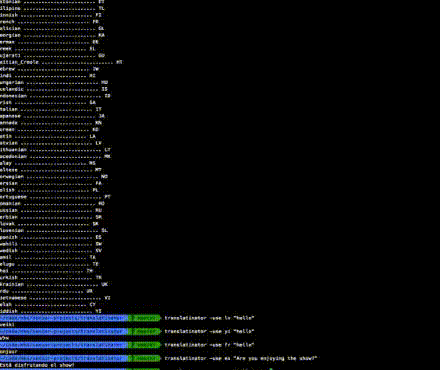 stonian .......................... ET
ilipino .......................... TL
innish .......................... FI
rench .......................... FR
alician .......................... GL
eorgian .......................... KA
erman .......................... DE
reek .......................... EL
ujarati .......................... GU
aitian_Creole .......................... HT
ebrew .......................... IW
indi .......................... HI
ungarian .......................... HU
celandic .......................... IS
ndonesian .......................... ID
rish .......................... GA
talian .......................... IT
apanese .......................... JA
annada .......................... KN
orean .......................... KO
atin .......................... LA
atvian .......................... LV
ithuanian .......................... LT
acedonian .......................... MK
alay .......................... MS
altese .......................... MT
orwegian .......................... NO
ersian .......................... FA
olish .......................... PL
ortuguese .......................... PT
omanian .......................... RO
ussian .......................... RU
erbian .......................... SR
lovak .......................... SK
lovenian .......................... SL
panish .......................... ES
wahili .......................... SW
wedish .......................... SV
amil .......................... TA
elugu .......................... TE
hai .......................... TH
urkish .......................... TR
krainian .......................... UK
rdu .......................... UR
ietnamese .......................... VI
elsh .......................... CY
iddish .......................... YI
translatinator -use lv "hello"
sveiki
translatinator -use yi "hello"
translatinator -use fr "hello"
bonjour
translatinator -use es "Are you enjoying the show?"
Está disfrutando el show?